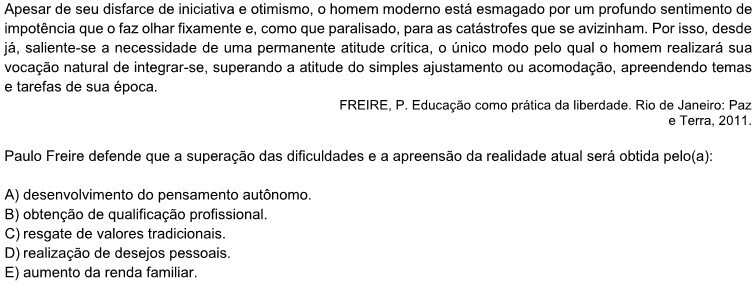 Apesar de seu disfarce de iniciativa e otimismo, o homem moderno está esmagado por um profundo sentimento de
impotência que o faz olhar fixamente e, como que paralisado, para as catástrofes que se avizinham. Por isso, desde
já, saliente-se a necessidade de uma permanente atitude crítica, o único modo pelo qual o homem realizará sua
vocação natural de integrar-se, superando a atitude do simples ajustamento ou acomodação, apreendendo temas
e tarefas de sua época.
FREIRE, P. Educação como prática da liberdade. Rio de Janeiro: Paz
e Terra, 2011.
Paulo Freire defende que a superação das dificuldades e a apreensão da realidade atual será obtida pelo(a):
A) desenvolvimento do pensamento autônomo.
B) obtenção de qualificação profissional.
C) resgate de valores tradicionais.
D) realização de desejos pessoais.
E) aumento da renda familiar.